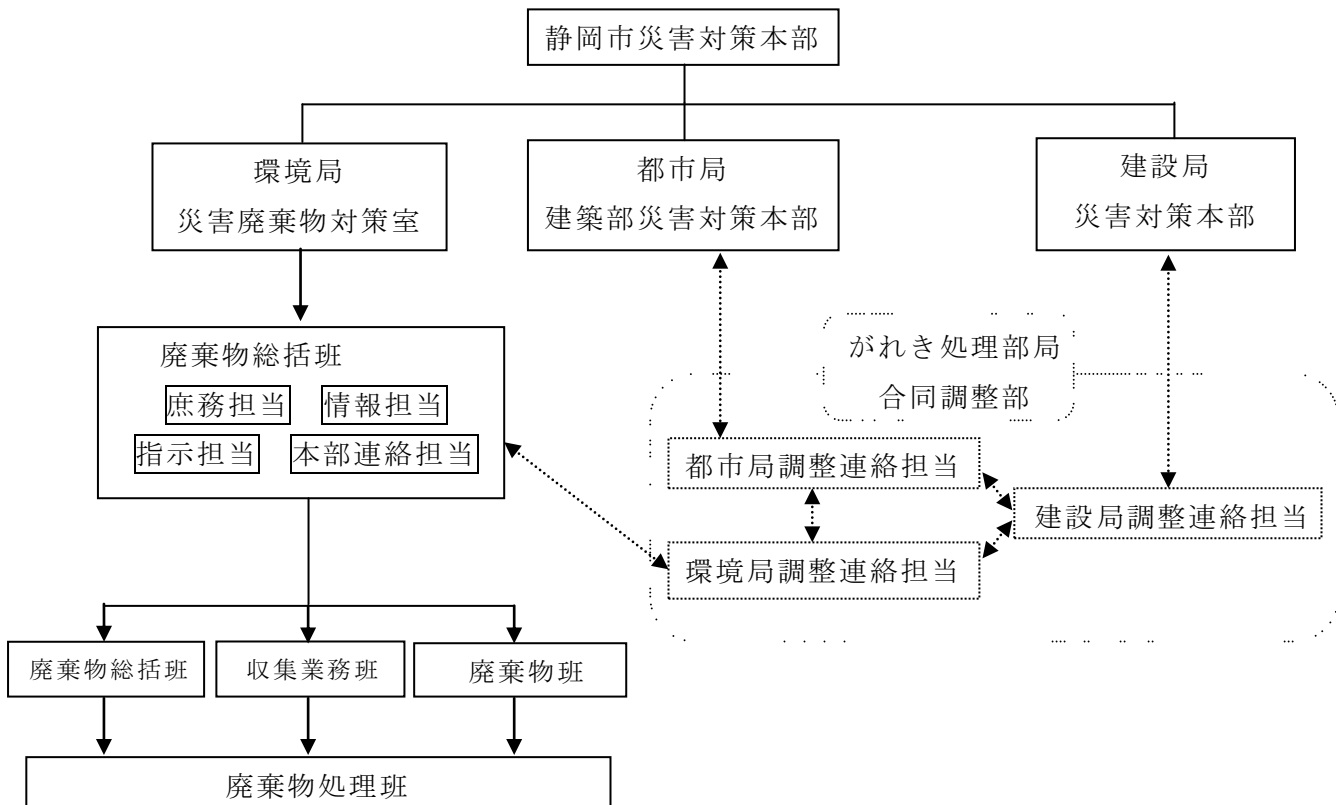 静岡市災害対策本部
環境局
災害廃棄物対策室
都市局
建築部災害対策本部
建設局
災害対策本部
廃棄物総括班
庶務担当
情報担当
指示担当
本部連絡担当
がれき処理部局
合同調整部
都市局調整連絡担当
建設局調整連絡担当
環境局調整連絡担当
廃棄物総括班
収集業務班
廃棄物班
廃棄物処理班